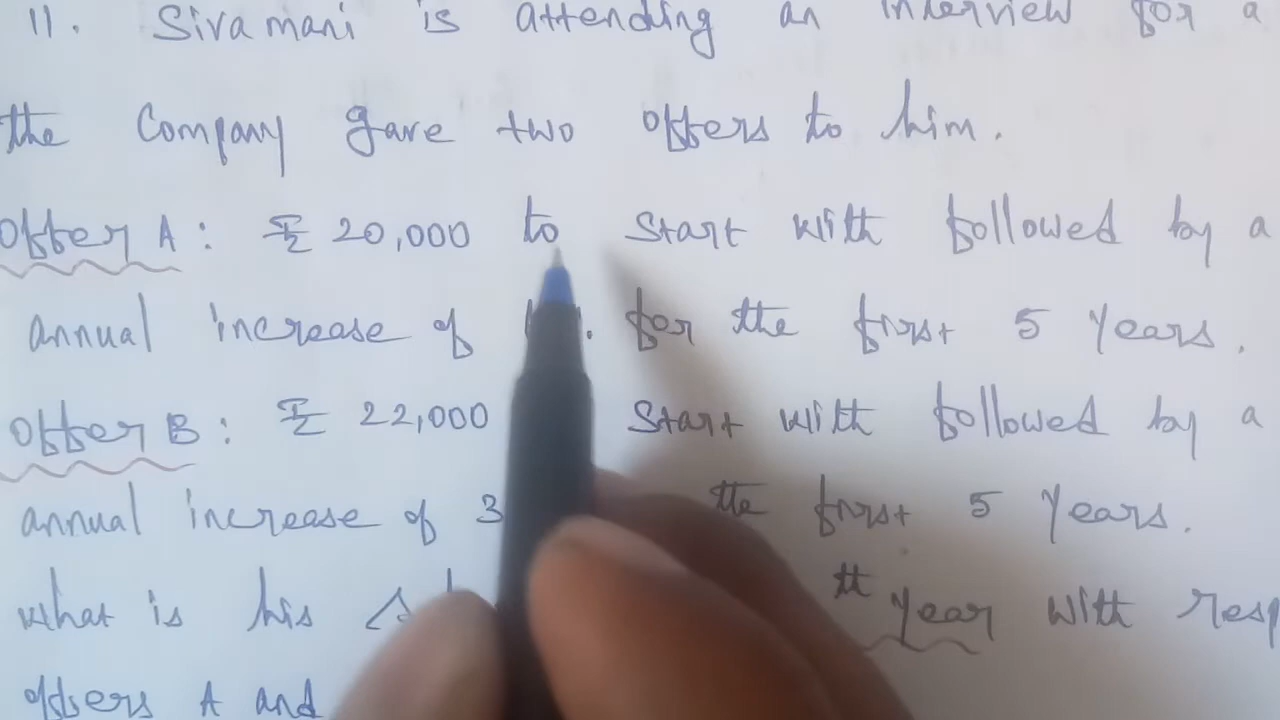 11. Sivamani is attending an interview for a
the Company gave two offers to him.
Offer A: ₹ 20,000 to Start with followed by a
annual increase of for the first 5 years.
Offer B: ₹ 22,000 Start with followed by a
annual increase of 3 the first 5 years.
What is his th year with resp
offers A and